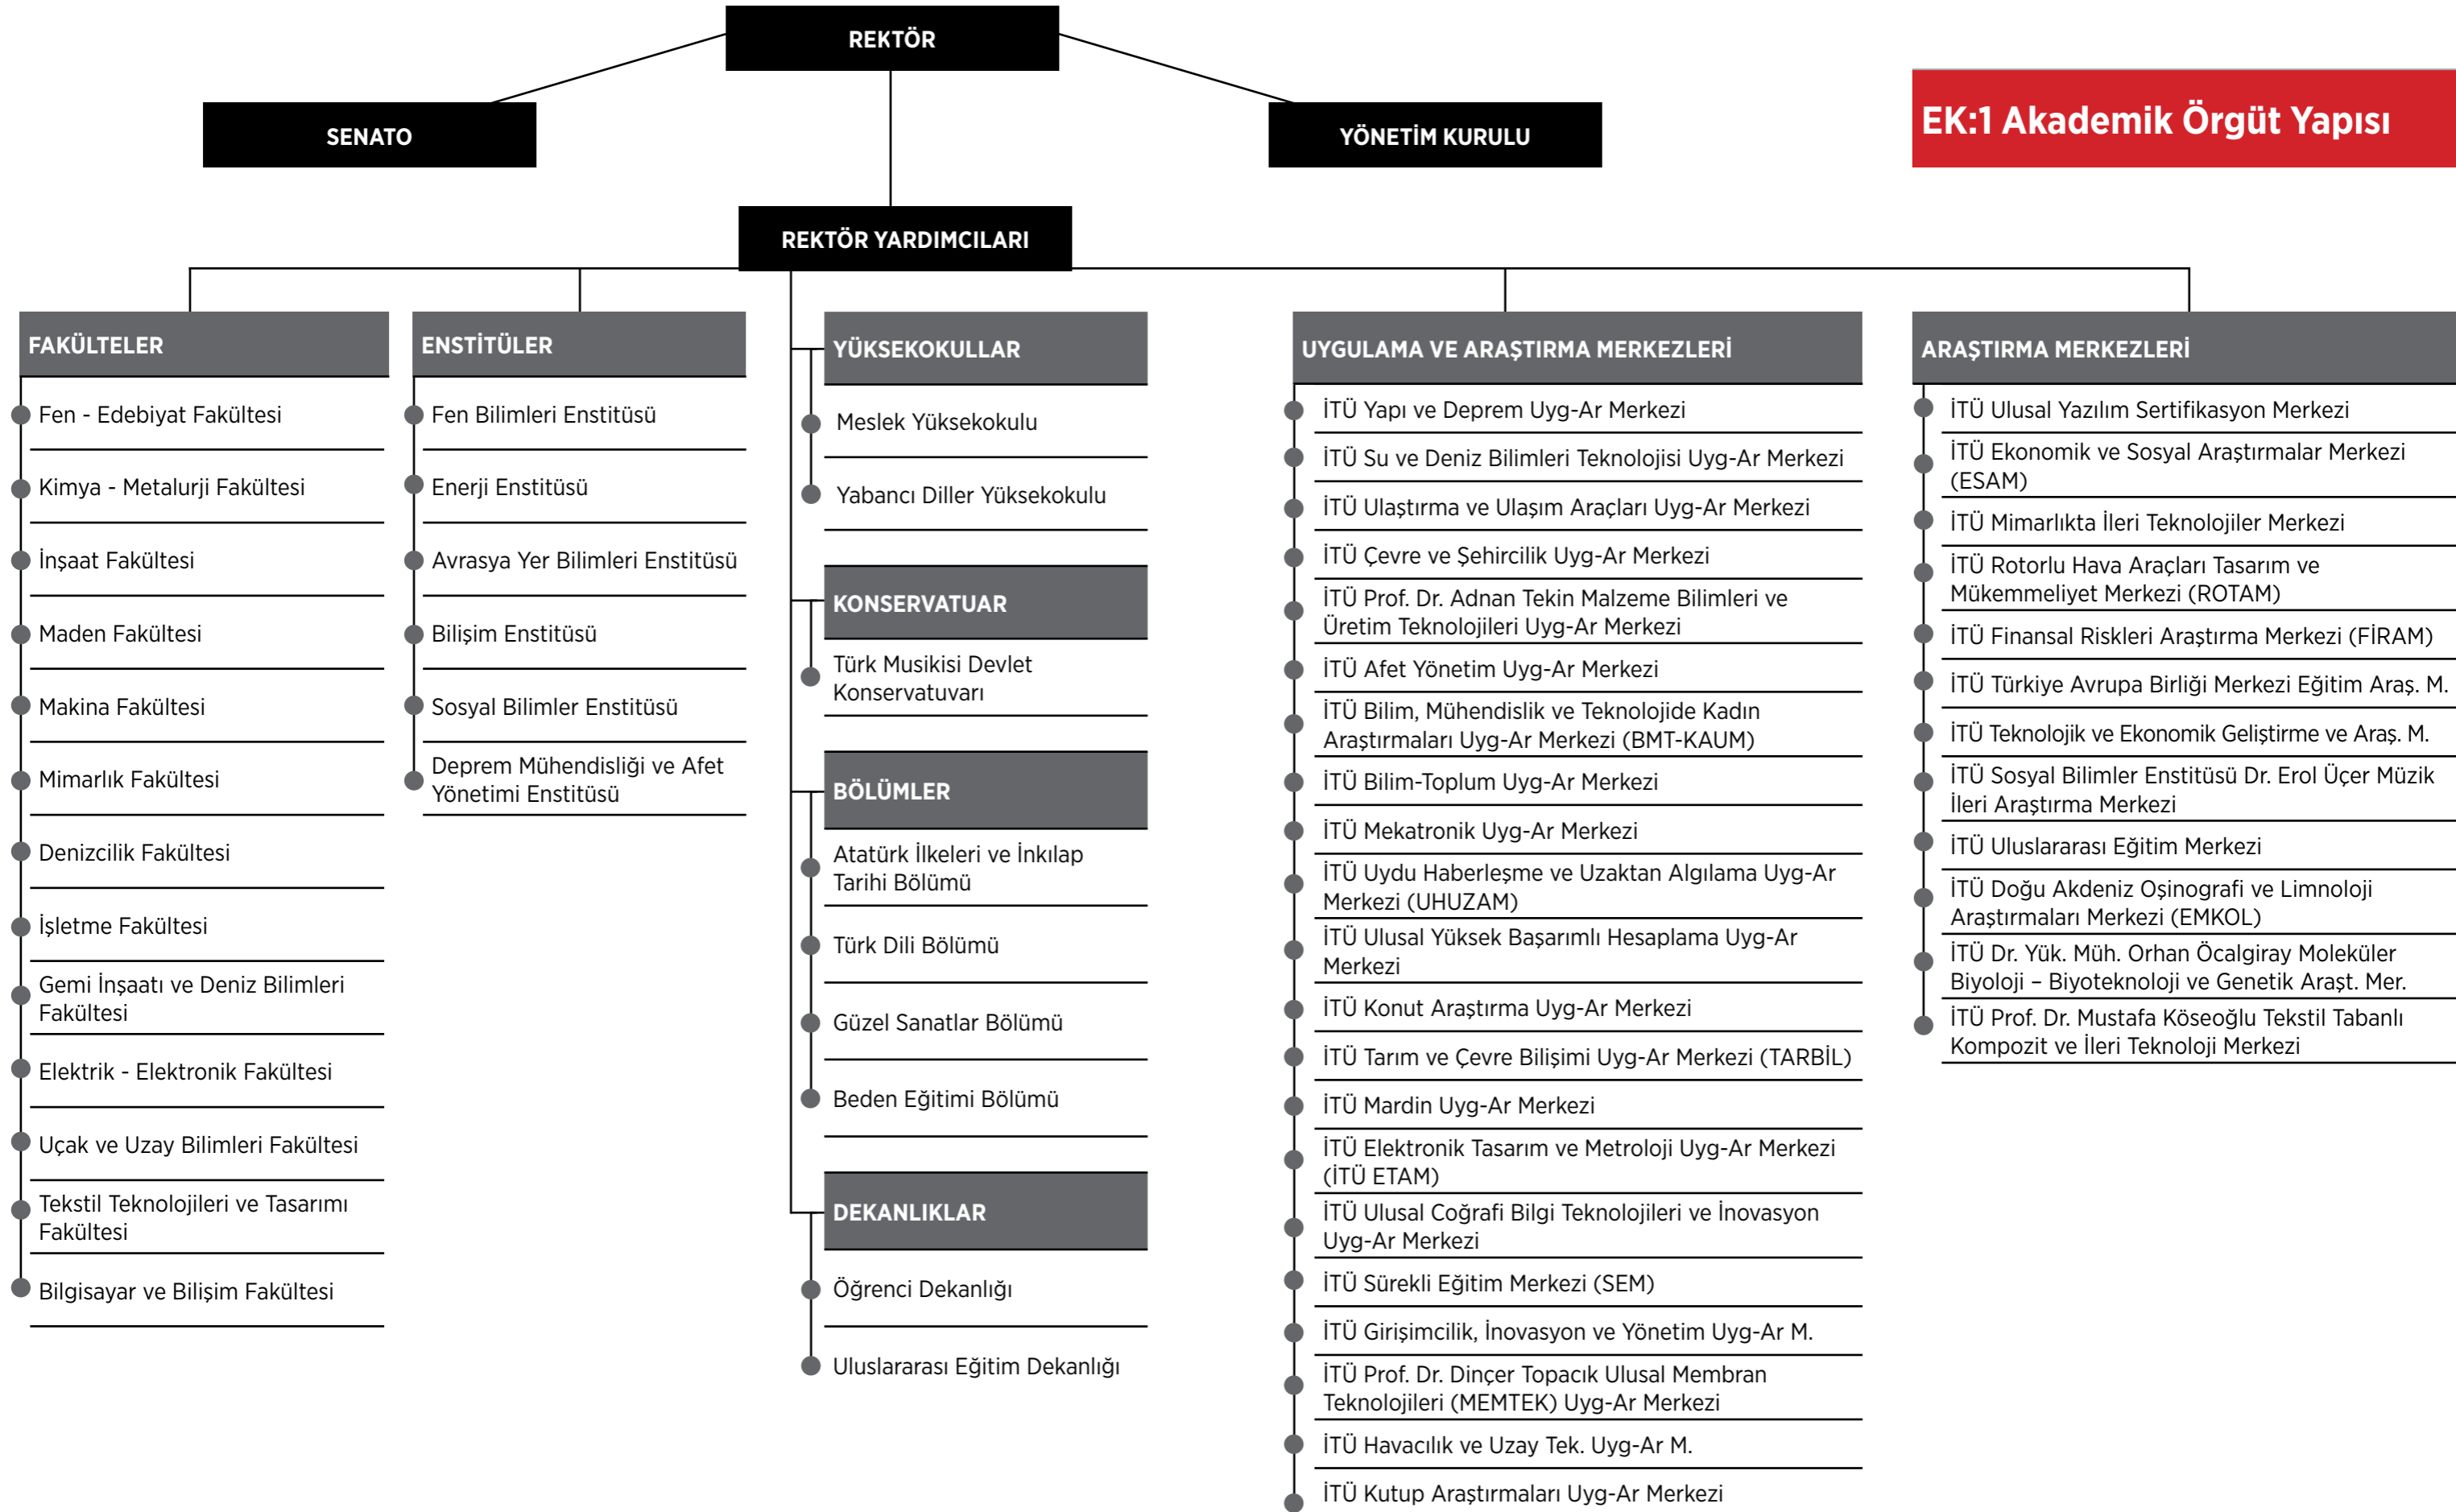 REKTÖR
SENATO
YÖNETİM KURULU
EK:1 Akademik Örgüt Yapısı
REKTÖR YARDIMCILARI
FAKÜLTELER
Fen - Edebiyat Fakültesi
Kimya - Metalurji Fakültesi
İnşaat Fakültesi
Maden Fakültesi
Makina Fakültesi
Mimarlık Fakültesi
Denizcilik Fakültesi
İşletme Fakültesi
Gemi İnşaatı ve Deniz Bilimleri
Fakültesi
Elektrik - Elektronik Fakültesi
Uçak ve Uzay Bilimleri Fakültesi
Tekstil Teknolojileri ve Tasarımı
Fakültesi
Bilgisayar ve Bilişim Fakültesi
ENSTİTÜLER
Fen Bilimleri Enstitüsü
Enerji Enstitüsü
Avrasya Yer Bilimleri Enstitüsü
Bilişim Enstitüsü
Sosyal Bilimler Enstitüsü
Deprem Mühendisliği ve Afet
Yönetimi Enstitüsü
YÜKSEKOKULLAR
Meslek Yüksekokulu
Yabancı Diller Yüksekokulu
KONSERVATUAR
Türk Musikisi Devlet
Konservatuvarı
BÖLÜMLER
Atatürk İlkeleri ve İnkılap
Tarihi Bölümü
Türk Dili Bölümü
Güzel Sanatlar Bölümü
Beden Eğitimi Bölümü
DEKANLIKLAR
Öğrenci Dekanlığı
Uluslararası Eğitim Dekanlığı
UYGULAMA VE ARAŞTIRMA MERKEZLERİ
İTÜ Yapı ve Deprem Uyg-Ar Merkezi
İTÜ Su ve Deniz Bilimleri Teknolojisi Uyg-Ar Merkezi
İTÜ Ulaştırma ve Ulaşım Araçları Uyg-Ar Merkezi
İTÜ Çevre ve Şehircilik Uyg-Ar Merkezi
İTÜ Prof. Dr. Adnan Tekin Malzeme Bilimleri ve
Üretim Teknolojileri Uyg-Ar Merkezi
İTÜ Afet Yönetim Uyg-Ar Merkezi
İTÜ Bilim, Mühendislik ve Teknolojide Kadın
Araştırmaları Uyg-Ar Merkezi (BMT-KAUM)
İTÜ Bilim-Toplum Uyg-Ar Merkezi
İTÜ Mekatronik Uyg-Ar Merkezi
İTÜ Uydu Haberleşme ve Uzaktan Algılama Uyg-Ar
Merkezi (UHUZAM)
İTÜ Ulusal Yüksek Başarımlı Hesaplama Uyg-Ar
Merkezi
İTÜ Konut Araştırma Uyg-Ar Merkezi
İTÜ Tarım ve Çevre Bilişimi Uyg-Ar Merkezi (TARBİL)
İTÜ Mardin Uyg-Ar Merkezi
İTÜ Elektronik Tasarım ve Metroloji Uyg-Ar Merkezi
(İTÜ ETAM)
İTÜ Ulusal Coğrafi Bilgi Teknolojileri ve İnovasyon
Uyg-Ar Merkezi
İTÜ Sürekli Eğitim Merkezi (SEM)
İTÜ Girişimcilik, İnovasyon ve Yönetim Uyg-Ar M.
İTÜ Prof. Dr. Dinçer Topacık Ulusal Membran
Teknolojileri (MEMTEK) Uyg-Ar Merkezi
İTÜ Havacılık ve Uzay Tek. Uyg-Ar M.
İTÜ Kutup Araştırmaları Uyg-Ar Merkezi
ARAŞTIRMA MERKEZLERİ
İTÜ Ulusal Yazılım Sertifikasyon Merkezi
İTÜ Ekonomik ve Sosyal Araştırmalar Merkezi
(ESAM)
İTÜ Mimarlıkta İleri Teknolojiler Merkezi
İTÜ Rotorlu Hava Araçları Tasarım ve
Mükemmeliyet Merkezi (ROTAM)
İTÜ Finansal Riskleri Araştırma Merkezi (FİRAM)
İTÜ Türkiye Avrupa Birliği Merkezi Eğitim Araş. M.
İTÜ Teknolojik ve Ekonomik Geliştirme ve Araş. M.
İTÜ Sosyal Bilimler Enstitüsü Dr. Erol Üçer Müzik
İleri Araştırma Merkezi
İTÜ Uluslararası Eğitim Merkezi
İTÜ Doğu Akdeniz Oşinografi ve Limnoloji
Araştırmaları Merkezi (EMKOL)
İTÜ Dr. Yük. Müh. Orhan Öcalgiray Moleküler
Biyoloji – Biyoteknoloji ve Genetik Araşt. Mer.
İTÜ Prof. Dr. Mustafa Köseoğlu Tekstil Tabanlı
Kompozit ve İleri Teknoloji Merkezi